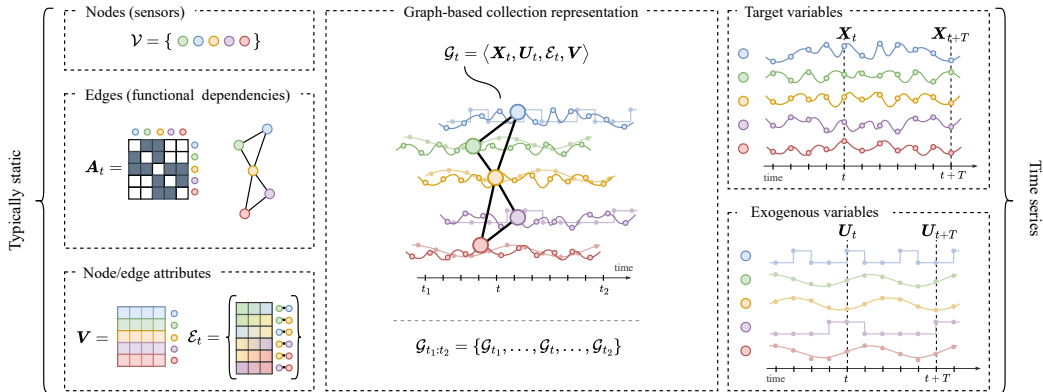 Typically static
Nodes (sensors)
𝒱 = { }
Edges (functional dependencies)
A_t =
Node/edge attributes
V =
ℰ_t = { }
Graph-based collection representation
𝒢_t = ⟨X_t, U_t, ℰ_t, V⟩
time
t_1 t t_2
𝒢_{t_1:t_2} = {𝒢_{t_1}, . . . , 𝒢_t, . . . , 𝒢_{t_2}}
Target variables
X_t X_{t+T}
time t t+T
Exogenous variables
U_t U_{t+T}
time t t+T
Time series